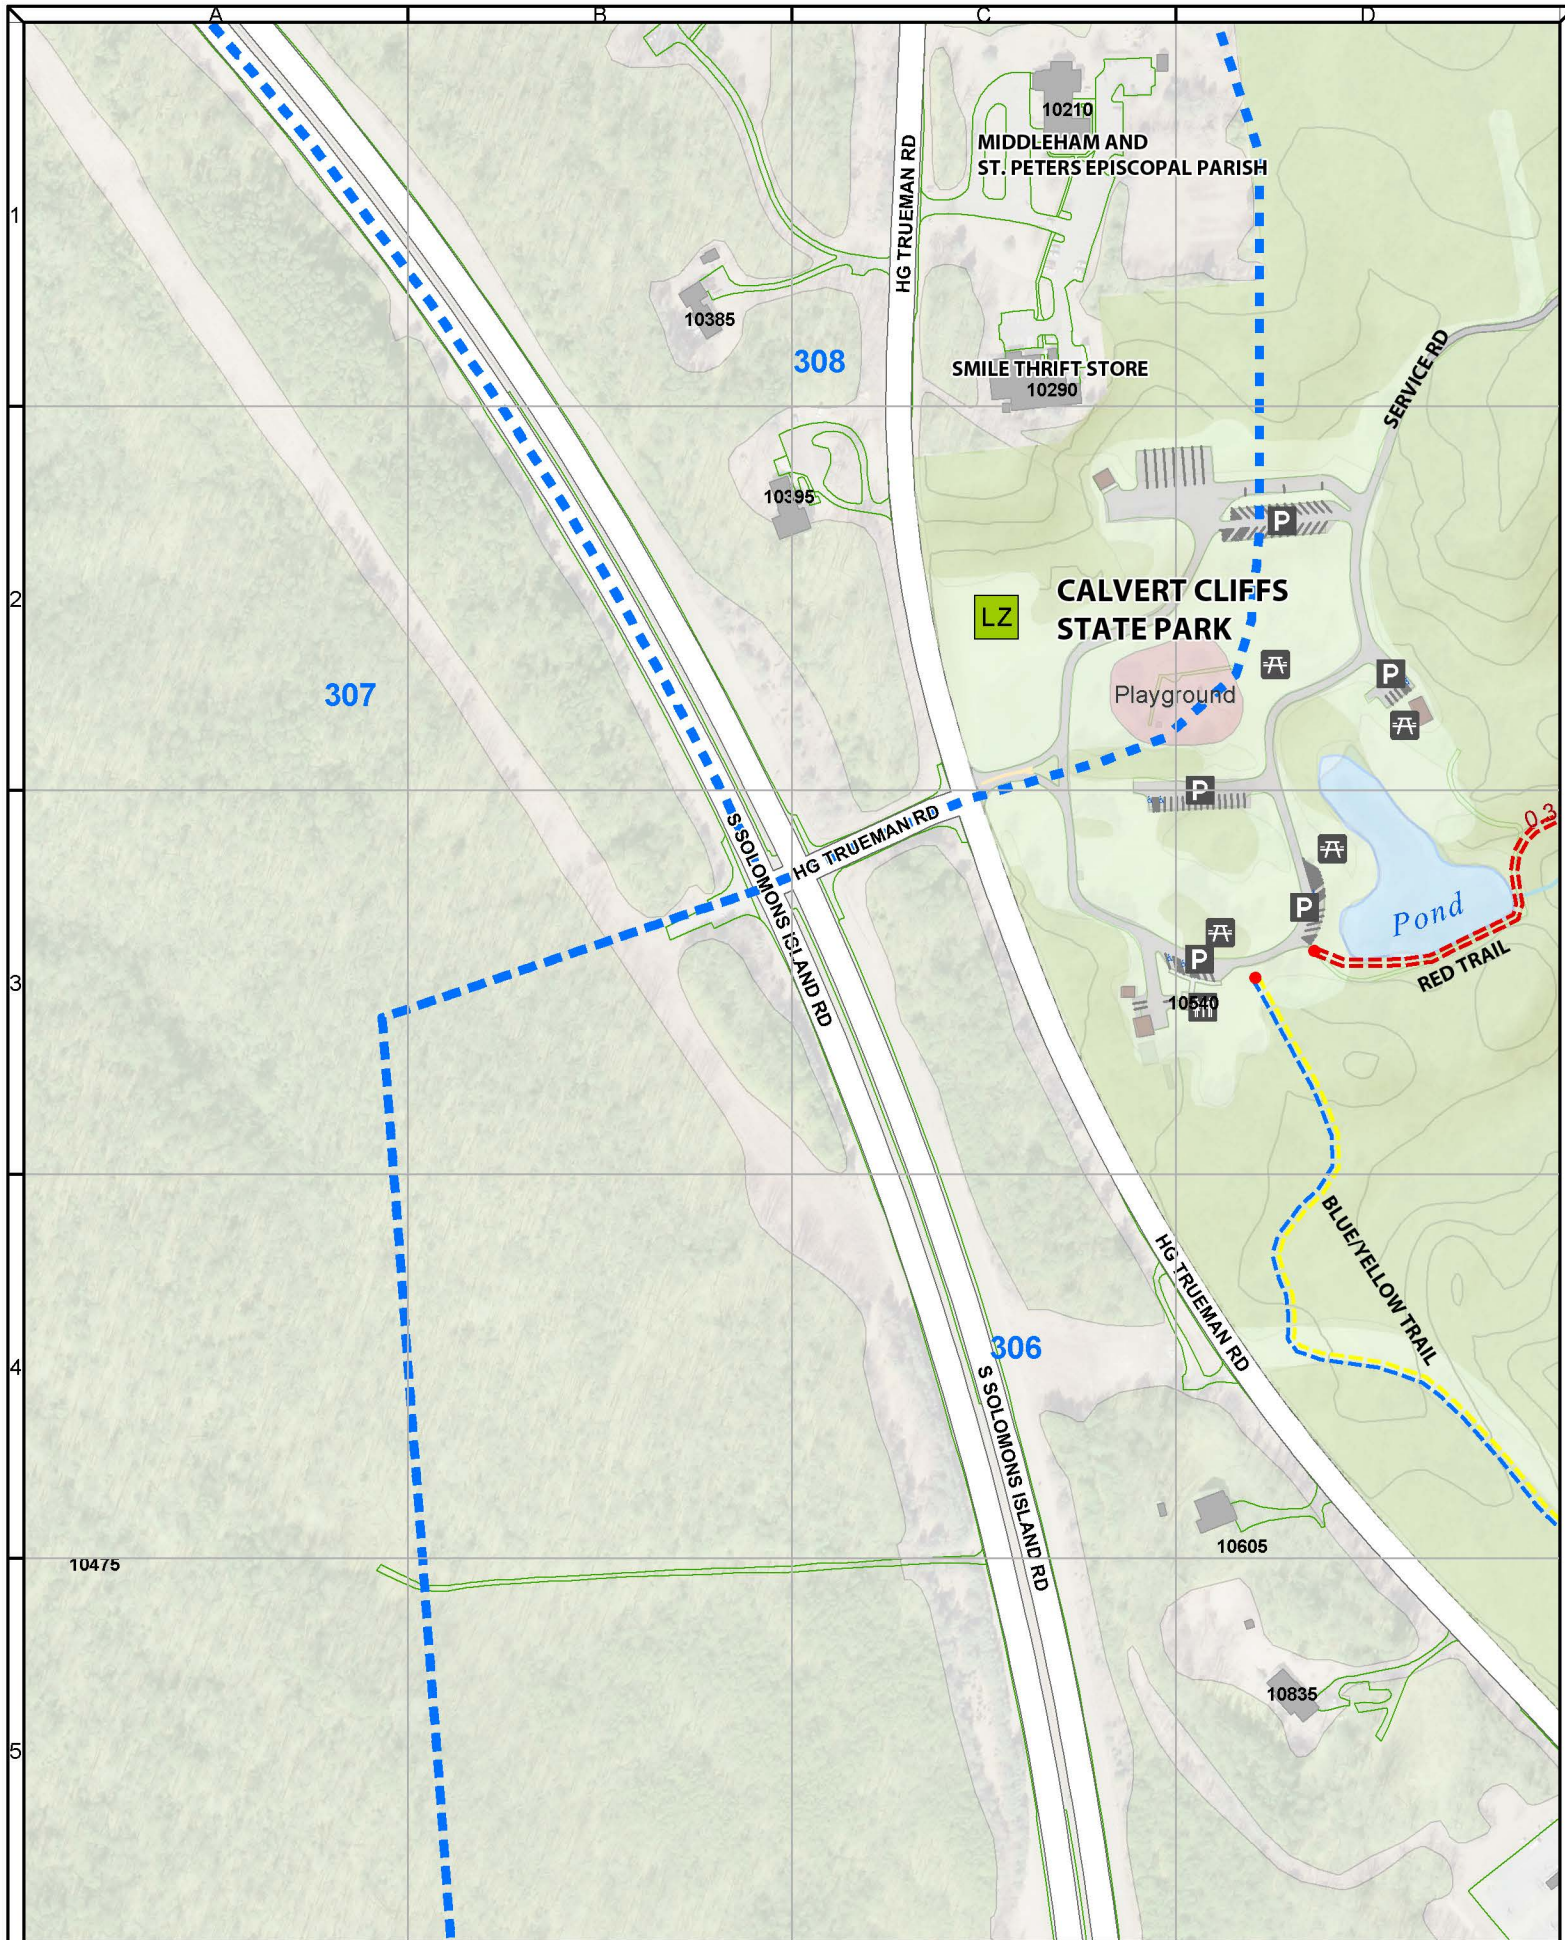 A
B
C
D
1
2
3
4
5
10210
MIDDLEHAM AND
ST. PETERS EPISCOPAL PARISH
HG TRUEMAN RD
10385
308
SMILE THRIFT STORE
10290
SERVICE RD
10395
P
LZ
CALVERT CLIFFS
STATE PARK
P
307
Playground
P
0.3
S SOLOMONS ISLAND RD
HG TRUEMAN RD
P
Pond
P
RED TRAIL
10540
BLUE/YELLOW TRAIL
HG TRUEMAN RD
306
S SOLOMONS ISLAND RD
10605
10475
10835